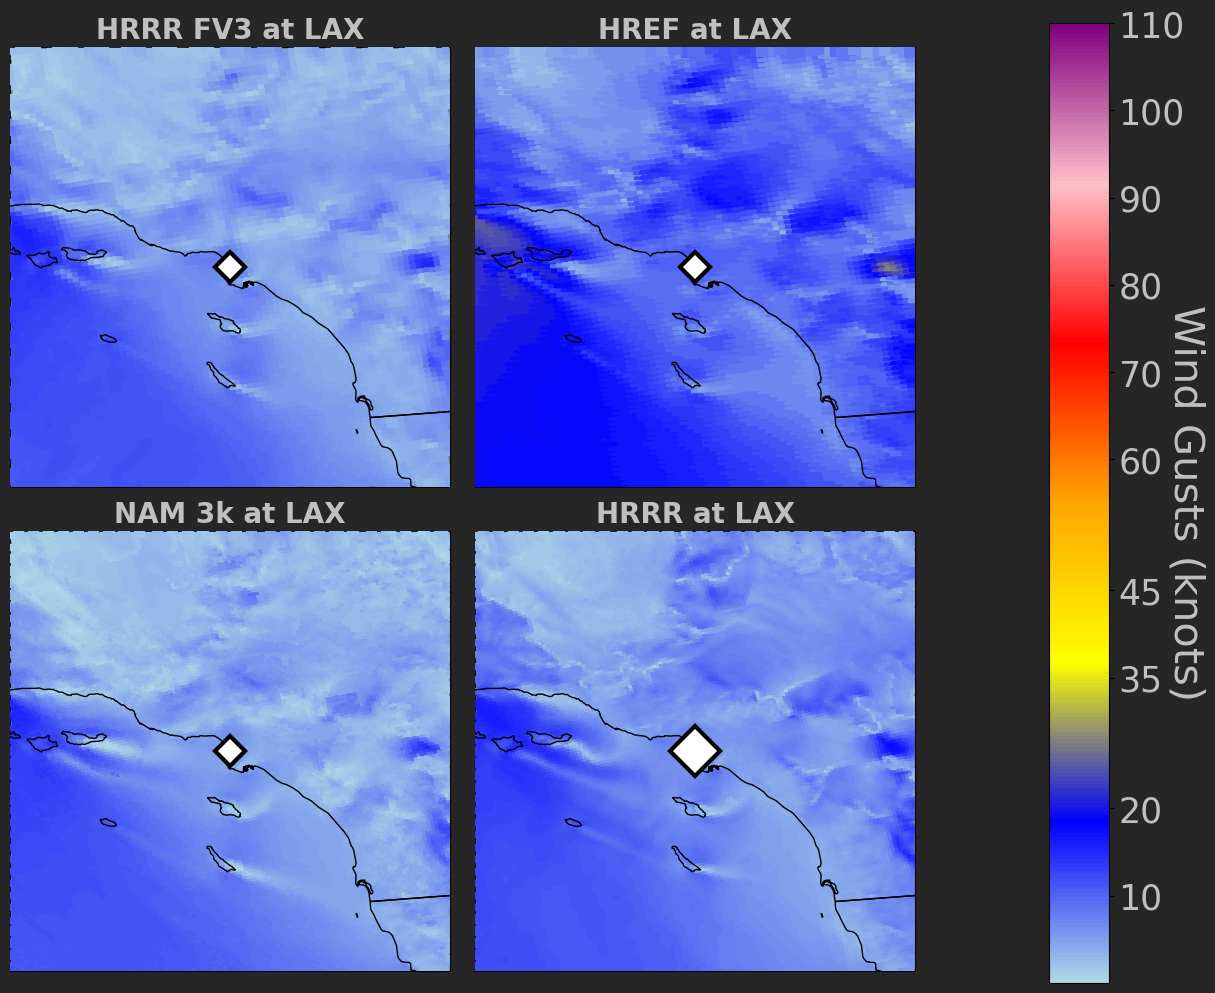 HRRR FV3 at LAX
HREF at LAX
NAM 3k at LAX
HRRR at LAX
110
100
90
80
70
60
45
35
20
10
Wind Gusts (knots)